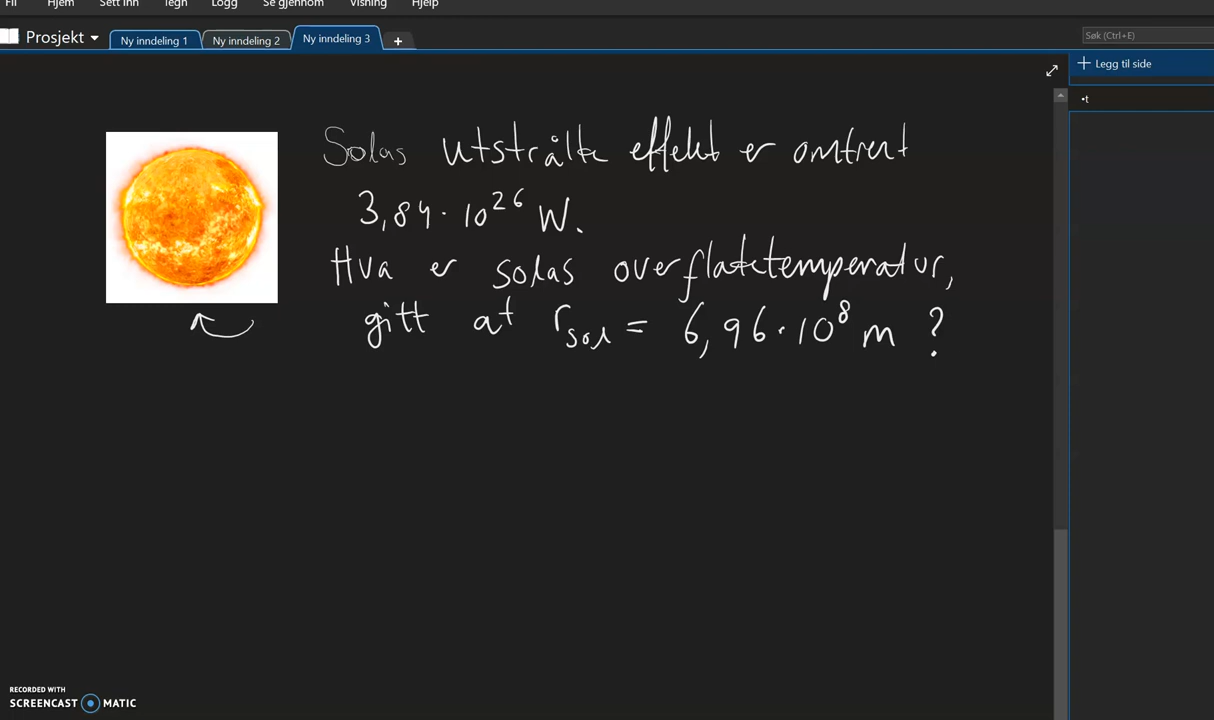 Fil Hjem Sett inn Tegn Logg Se gjennom Visning Hjelp
Prosjekt Ny inndeling 1 Ny inndeling 2 Ny inndeling 3 +
Søk (Ctrl+E)
+ Legg til side
•t
Solas utstrålte effekt er omtrent
3,84·10²⁶ W.
Hva er solas overflatetemperatur,
gitt at rsol = 6,96·10⁸ m ?
RECORDED WITH
SCREENCAST MATIC